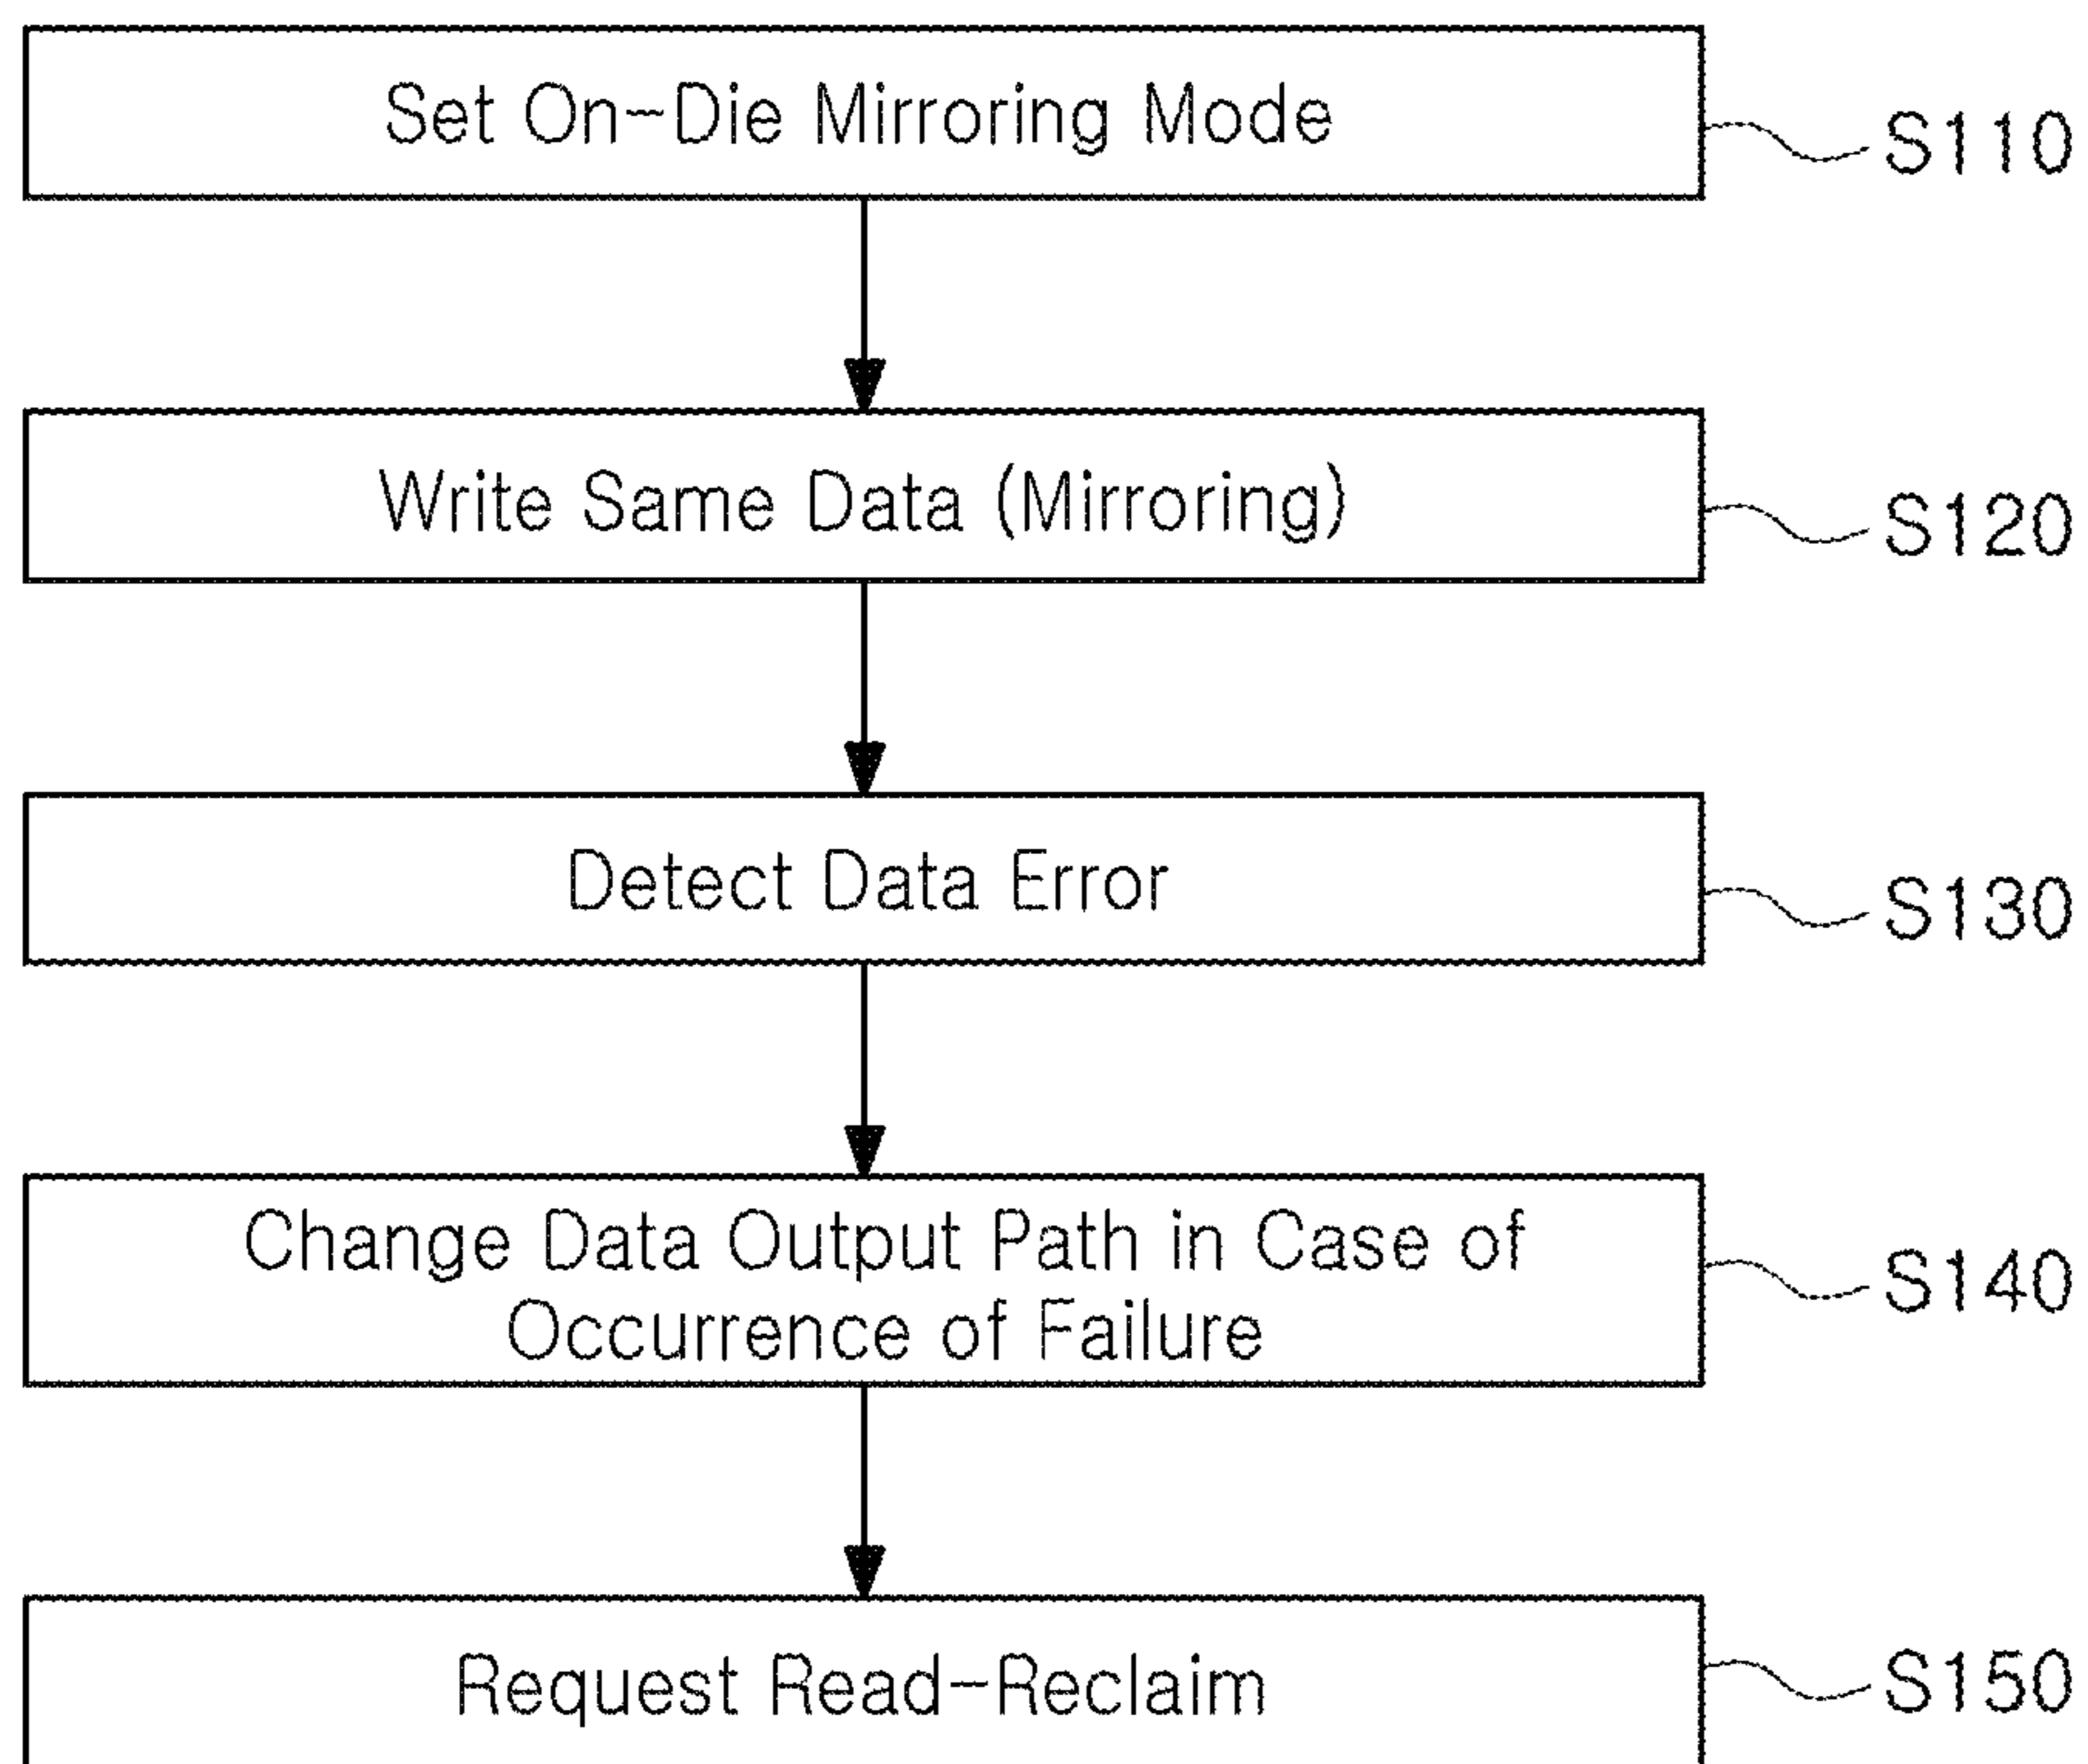 Set On-Die Mirroring Mode
S110
Write Same Data (Mirroring)
S120
Detect Data Error
S130
Change Data Output Path in Case of
Occurrence of Failure
S140
Request Read-Reclaim
S150